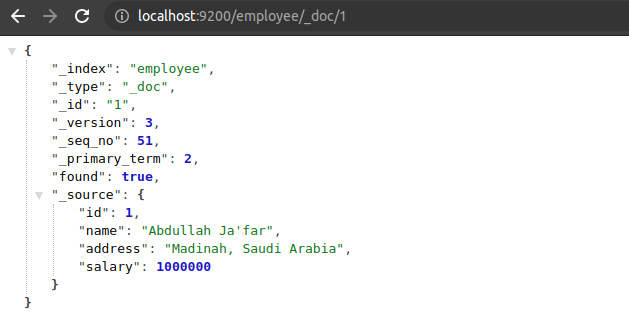 localhost:9200/employee/_doc/1
{
"_index": "employee",
"_type": "_doc",
"_id": "1",
"_version": 3,
"_seq_no": 51,
"_primary_term": 2,
"found": true,
"_source": {
"id": 1,
"name": "Abdullah Ja'far",
"address": "Madinah, Saudi Arabia",
"salary": 1000000
}
}